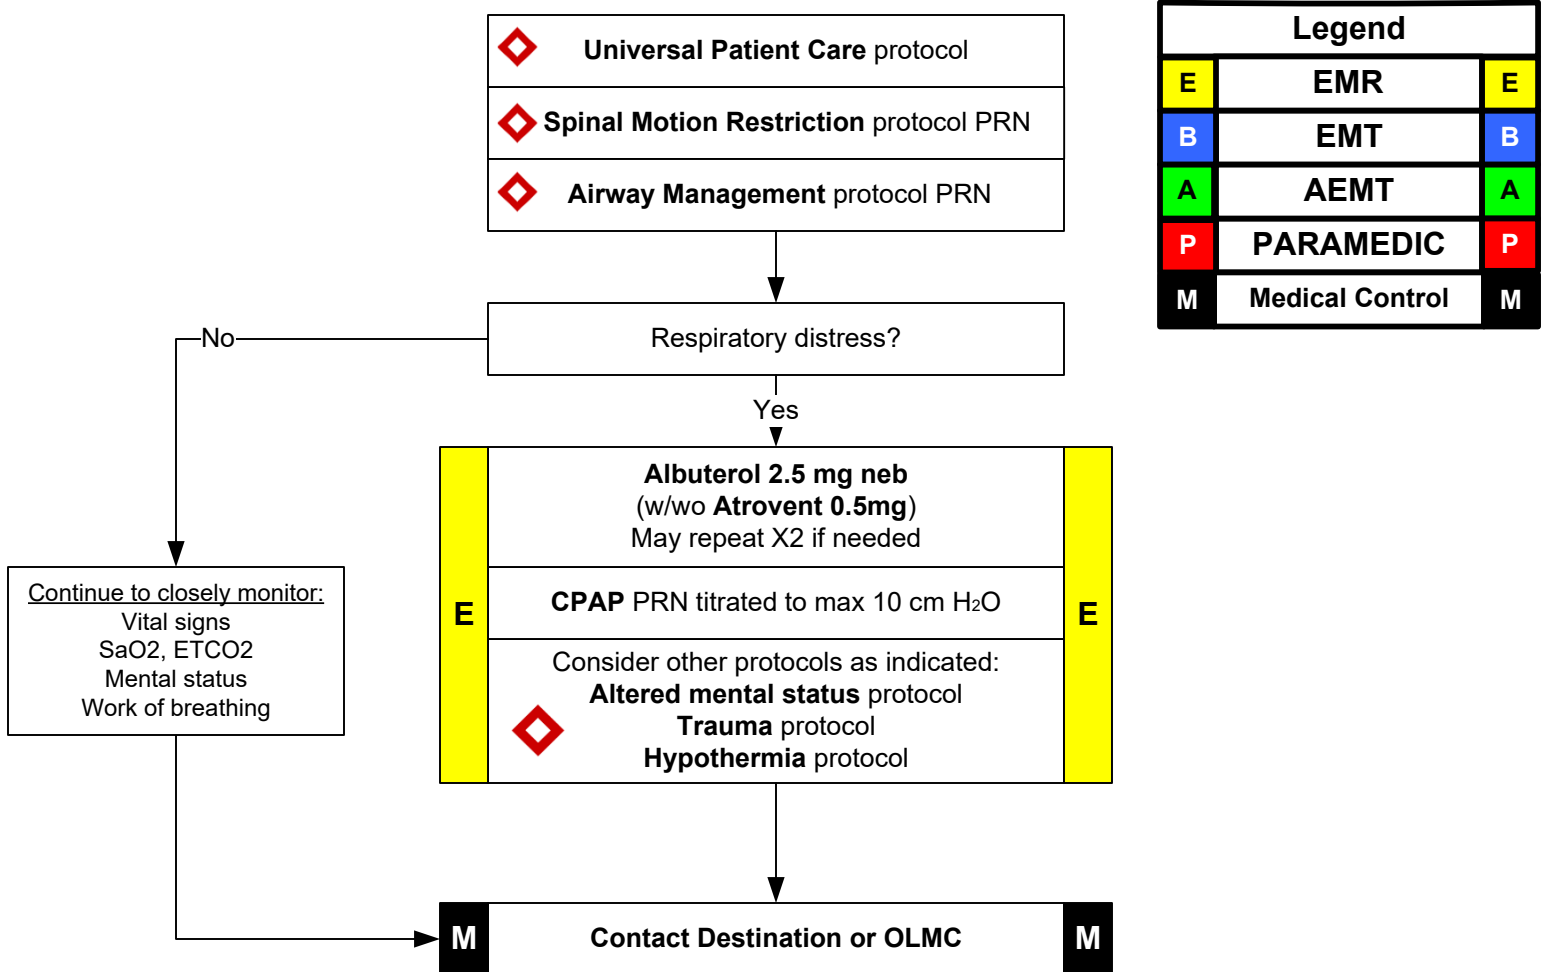 Universal Patient Care protocol
Spinal Motion Restriction protocol PRN
Airway Management protocol PRN
Legend
E EMR E
B EMT B
A AEMT A
P PARAMEDIC P
M Medical Control M
Respiratory distress?
No
Yes
E
Albuterol 2.5 mg neb
(w/wo Atrovent 0.5mg)
May repeat X2 if needed
CPAP PRN titrated to max 10 cm H₂O
Consider other protocols as indicated:
Altered mental status protocol
Trauma protocol
Hypothermia protocol
E
Continue to closely monitor:
Vital signs
SaO2, ETCO2
Mental status
Work of breathing
M Contact Destination or OLMC M